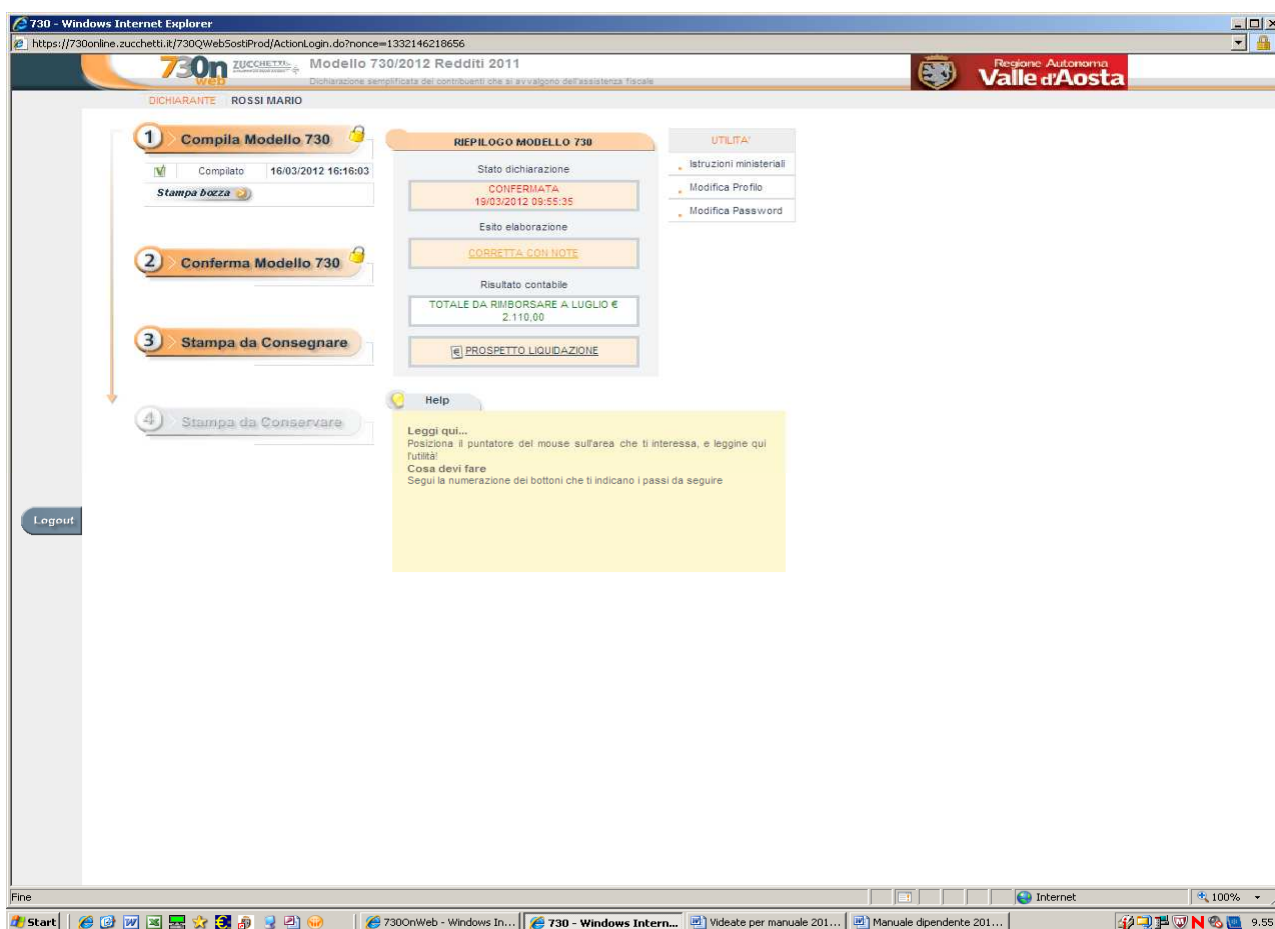 730 - Windows Internet Explorer
https://730online.zucchetti.it/730QWebSostiProd/ActionLogin.do?nonce=1332146218656
730n web
ZUCCHETTI
Modello 730/2012 Redditi 2011
Dichiarazione semplificata dei contribuenti che si avvalgono dell'assistenza fiscale
Regione Autonoma
Valle d'Aosta
DICHIARANTE ROSSI MARIO
1 Compila Modello 730
Compilato 16/03/2012 16:16:03
Stampa bozza
2 Conferma Modello 730
3 Stampa da Consegnare
4 Stampa da Conservare
Logout
RIEPILOGO MODELLO 730
Stato dichiarazione
CONFERMATA
19/03/2012 09:55:35
Esito elaborazione
CORRETTA CON NOTE
Risultato contabile
TOTALE DA RIMBORSARE A LUGLIO €
2.110,00
PROSPETTO LIQUIDAZIONE
UTILITA'
Istruzioni ministeriali
Modifica Profilo
Modifica Password
Help
Leggi qui...
Posiziona il puntatore del mouse sull'area che ti interessa, e leggine qui
l'utilità!
Cosa devi fare
Segui la numerazione dei bottoni che ti indicano i passi da seguire
Fine
Internet
100%
Start
730OnWeb - Windows In...
730 - Windows Intern...
Videate per manuale 201...
Manuale dipendente 201...
9.55